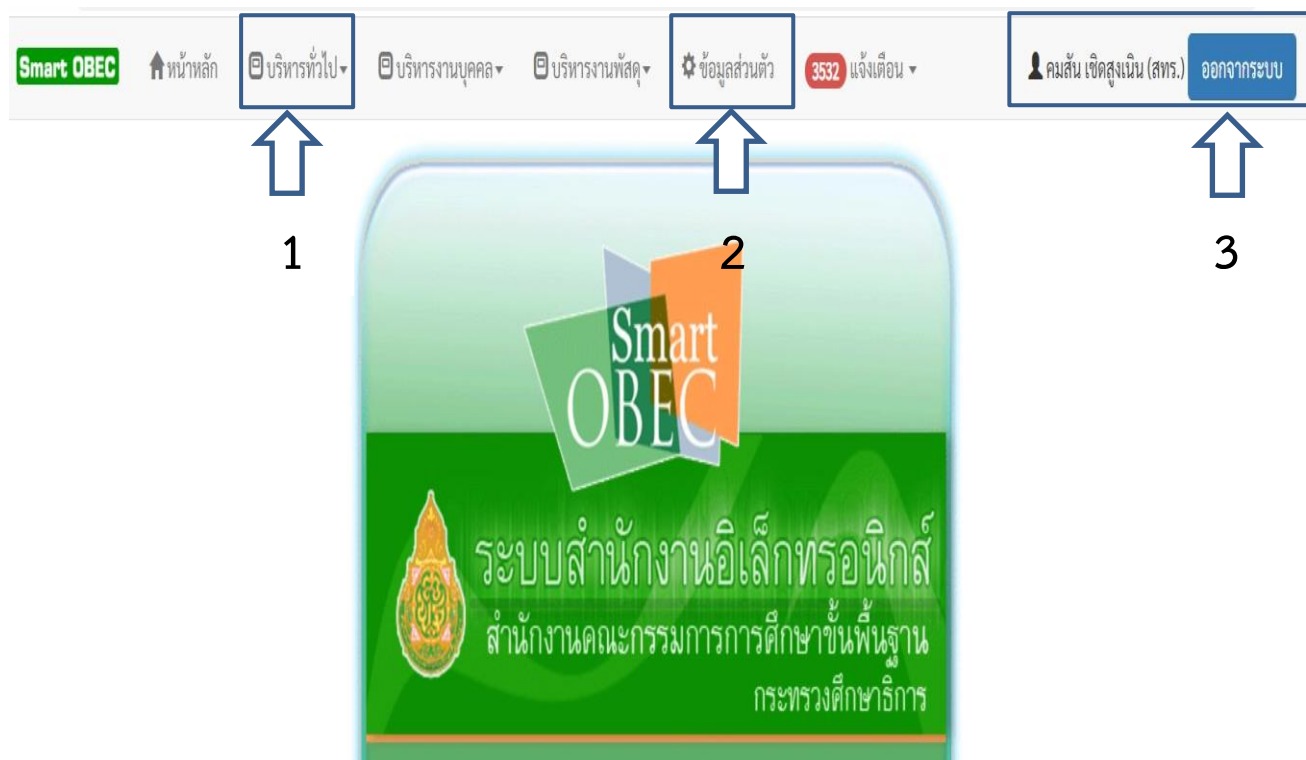 Smart OBEC หน้าหลัก บริหารทั่วไป บริหารงานบุคคล บริหารงานพัสดุ ข้อมูลส่วนตัว 3532 แจ้งเตือน คมสัน เชิดสูงเนิน (สทร.) ออกจากระบบ
1 2 3
Smart
OBEC
ระบบสำนักงานอิเล็กทรอนิกส์
สำนักงานคณะกรรมการการศึกษาขั้นพื้นฐาน
กระทรวงศึกษาธิการ